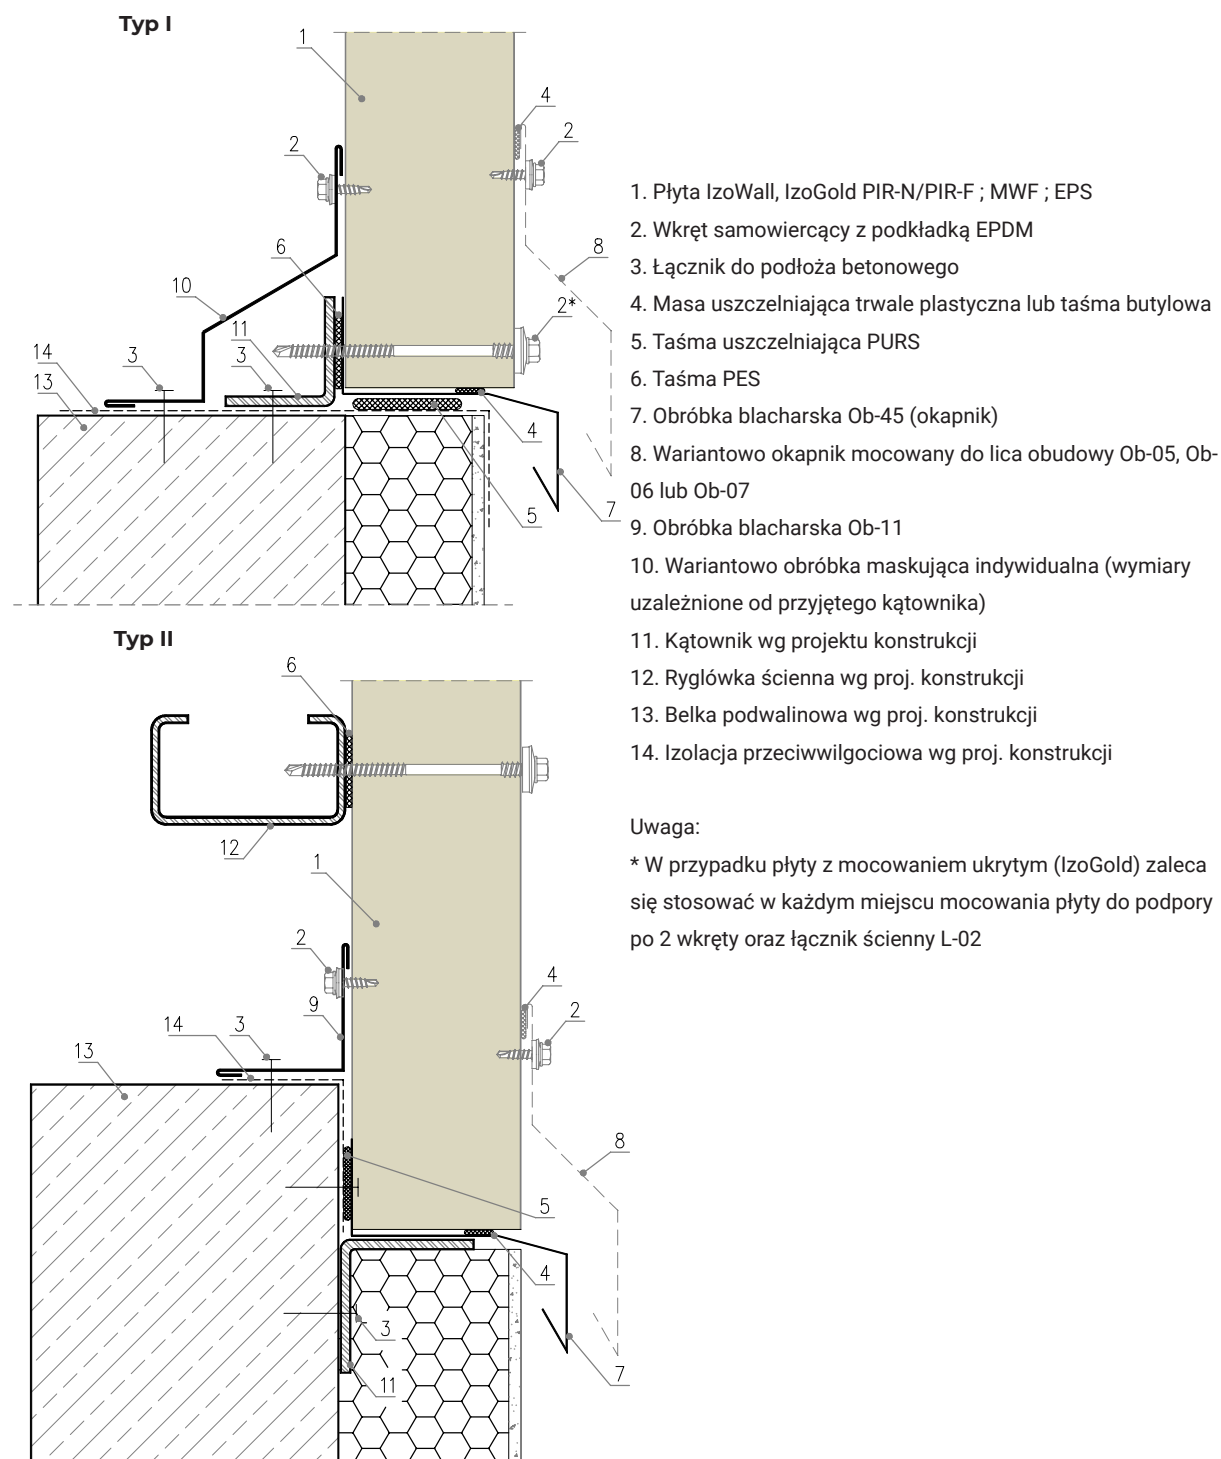 Typ I
1
4
2
2
6
8
10
2*
11
14
3
3
13
4
5
7
Typ II
6
12
1
2
4
9
2
14
3
13
8
5
4
3
7
11
1. Płyta IzoWall, IzoGold PIR-N/PIR-F ; MWF ; EPS
2. Wkręt samowiercący z podkładką EPDM
3. Łącznik do podłoża betonowego
4. Masa uszczelniająca trwale plastyczna lub taśma butylowa
5. Taśma uszczelniająca PURS
6. Taśma PES
7. Obróbka blacharska Ob-45 (okapnik)
8. Wariantowo okapnik mocowany do lica obudowy Ob-05, Ob-
06 lub Ob-07
9. Obróbka blacharska Ob-11
10. Wariantowo obróbka maskująca indywidualna (wymiary
uzależnione od przyjętego kątownika)
11. Kątownik wg projektu konstrukcji
12. Ryglówka ścienna wg proj. konstrukcji
13. Belka podwalinowa wg proj. konstrukcji
14. Izolacja przeciwwilgociowa wg proj. konstrukcji
Uwaga:
* W przypadku płyty z mocowaniem ukrytym (IzoGold) zaleca
się stosować w każdym miejscu mocowania płyty do podpory
po 2 wkręty oraz łącznik ścienny L-02